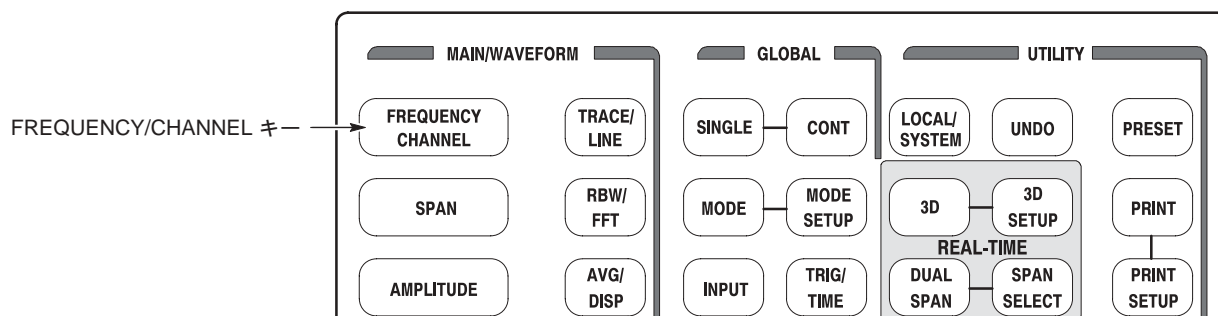 MAIN/WAVEFORM
GLOBAL
UTILITY
FREQUENCY/CHANNEL キー
FREQUENCY
CHANNEL
TRACE/
LINE
SINGLE
CONT
LOCAL/
SYSTEM
UNDO
PRESET
SPAN
RBW/
FFT
MODE
MODE
SETUP
3D
3D
SETUP
PRINT
REAL-TIME
AMPLITUDE
AVG/
DISP
INPUT
TRIG/
TIME
DUAL
SPAN
SPAN
SELECT
PRINT
SETUP